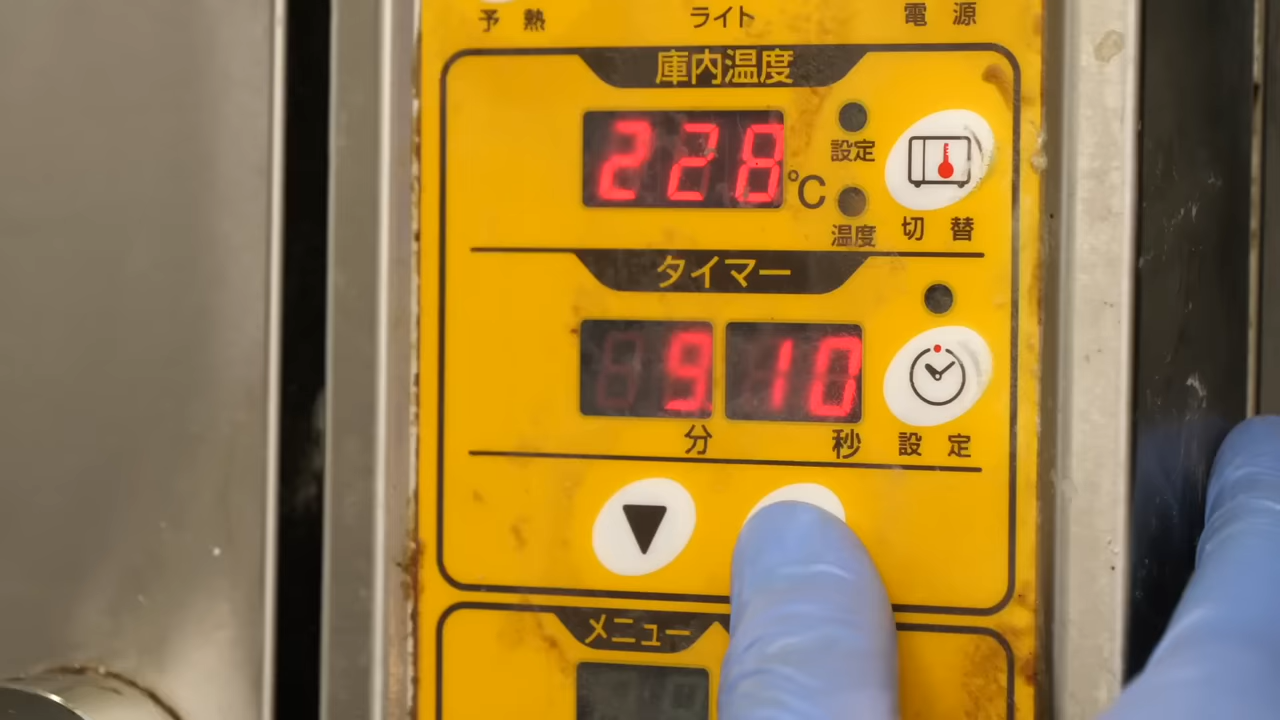 予熱 ライト 電源
庫内温度
228 ℃
設定
温度
切替
タイマー
9 10
分 秒 設定
メニュー